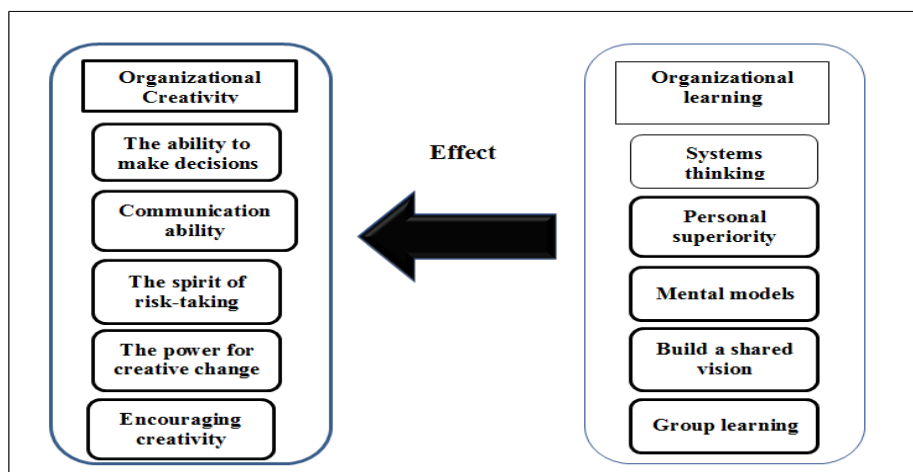 Organizational
Creativity
The ability to
make decisions
Communication
ability
The spirit of
risk-taking
The power for
creative change
Encouraging
creativity
Effect
Organizational
learning
Systems
thinking
Personal
superiority
Mental models
Build a shared
vision
Group learning